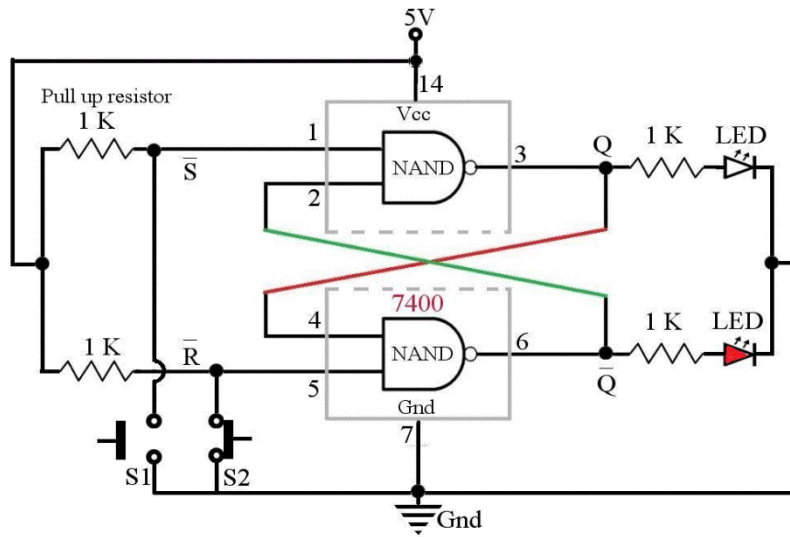 5V
14
Pull up resistor
1 K
Vcc
1
S̅
2
NAND
3
Q
1 K
LED
7400
1 K
R̅
4
5
NAND
6
Q̅
1 K
LED
Gnd
7
S1
S2
Gnd